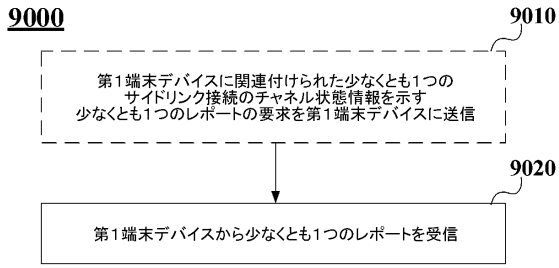 9000
9010
第1端末デバイスに関連付けられた少なくとも1つの
サイドリンク接続のチャネル状態情報を示す
少なくとも1つのレポートの要求を第1端末デバイスに送信
9020
第1端末デバイスから少なくとも1つのレポートを受信